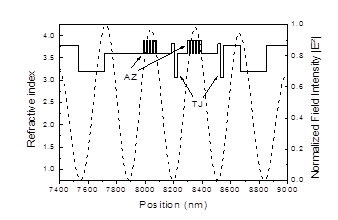 4.0
3.5
3.0
2.5
2.0
1.5
1.0
Refractive index
AZ
TJ
1.0
0.8
0.6
0.4
0.2
0.0
Normalized Field Intensity |E²|
7400 7600 7800 8000 8200 8400 8600 8800 9000
Position (nm)